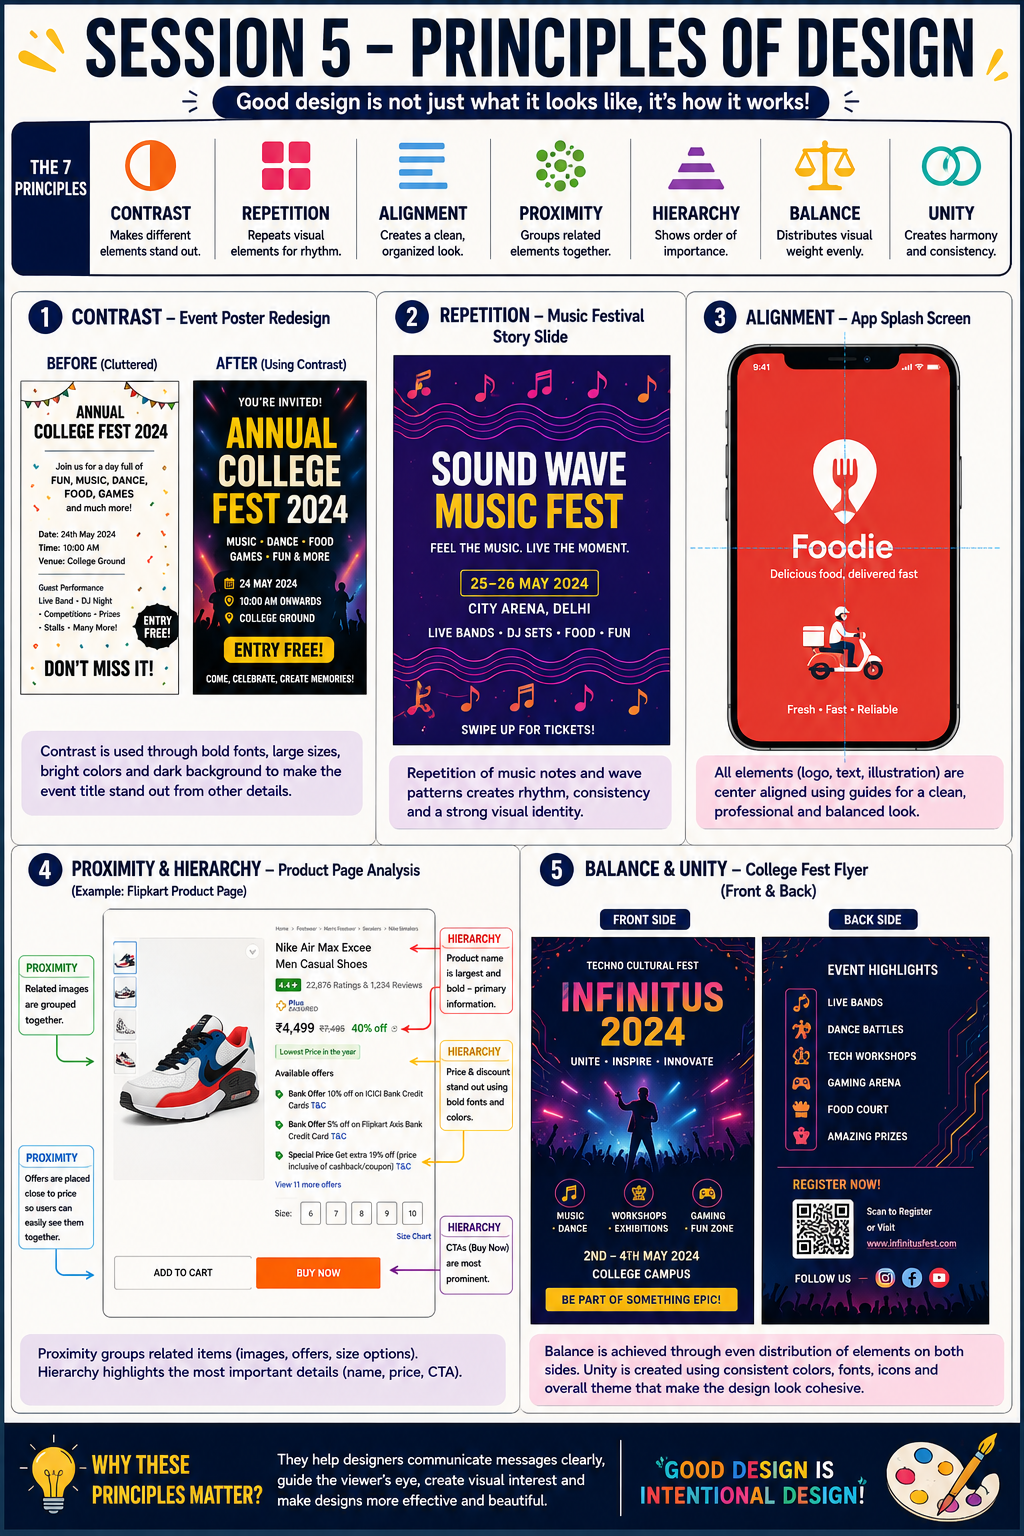 SESSION 5 – PRINCIPLES OF DESIGN
Good design is not just what it looks like, it's how it works!
THE 7
PRINCIPLES
CONTRAST
Makes different
elements stand out.
REPETITION
Repeats visual
elements for rhythm.
ALIGNMENT
Creates a clean,
organized look.
PROXIMITY
Groups related
elements together.
HIERARCHY
Shows order of
importance.
BALANCE
Distributes visual
weight evenly.
UNITY
Creates harmony
and consistency.
1 CONTRAST – Event Poster Redesign
BEFORE (Cluttered)
ANNUAL
COLLEGE FEST 2024
Join us for a day full of
FUN, MUSIC, DANCE,
FOOD, GAMES
and much more!
Date: 24th May 2024
Time: 10:00 AM
Venue: College Ground
Guest Performance
Live Band • DJ Night
• Competitions • Prizes
• Stalls • Many More!
ENTRY
FREE!
DON'T MISS IT!
AFTER (Using Contrast)
YOU'RE INVITED!
ANNUAL
COLLEGE
FEST 2024
MUSIC • DANCE • FOOD
GAMES • FUN & MORE
24 MAY 2024
10:00 AM ONWARDS
COLLEGE GROUND
ENTRY FREE!
COME, CELEBRATE, CREATE MEMORIES!
Contrast is used through bold fonts, large sizes,
bright colors and dark background to make the
event title stand out from other details.
2 REPETITION – Music Festival
Story Slide
SOUND WAVE
MUSIC FEST
FEEL THE MUSIC. LIVE THE MOMENT.
25–26 MAY 2024
CITY ARENA, DELHI
LIVE BANDS • DJ SETS • FOOD • FUN
SWIPE UP FOR TICKETS!
Repetition of music notes and wave
patterns creates rhythm, consistency
and a strong visual identity.
3 ALIGNMENT – App Splash Screen
9:41
Foodie
Delicious food, delivered fast
Fresh • Fast • Reliable
All elements (logo, text, illustration) are
center aligned using guides for a clean,
professional and balanced look.
4 PROXIMITY & HIERARCHY – Product Page Analysis
(Example: Flipkart Product Page)
PROXIMITY
Related images
are grouped
together.
PROXIMITY
Offers are placed
close to price
so users can
easily see them
together.
Home > Footwear > Men's Footwear > Sneakers > Nike Sneakers
Nike Air Max Excee
Men Casual Shoes
4.4 22,876 Ratings & 1,234 Reviews
Plus
₹4,499 ₹7,495 40% off
Lowest Price in the year
Available offers
Bank Offer 10% off on ICICI Bank Credit
Cards T&C
Bank Offer 5% off on Flipkart Axis Bank
Credit Card T&C
Special Price Get extra 19% off (price
inclusive of cashback/coupon) T&C
View 11 more offers
Size: 6 7 8 9 10
Size Chart
ADD TO CART
BUY NOW
HIERARCHY
Product name
is largest and
bold – primary
information.
HIERARCHY
Price & discount
stand out using
bold fonts and
colors.
HIERARCHY
CTAs (Buy Now)
are most
prominent.
Proximity groups related items (images, offers, size options).
Hierarchy highlights the most important details (name, price, CTA).
5 BALANCE & UNITY – College Fest Flyer
(Front & Back)
FRONT SIDE
TECHNO CULTURAL FEST
INFINITUS
2024
UNITE • INSPIRE • INNOVATE
MUSIC
• DANCE
WORKSHOPS
• EXHIBITIONS
GAMING
• FUN ZONE
2ND – 4TH MAY 2024
COLLEGE CAMPUS
BE PART OF SOMETHING EPIC!
BACK SIDE
EVENT HIGHLIGHTS
LIVE BANDS
DANCE BATTLES
TECH WORKSHOPS
GAMING ARENA
FOOD COURT
AMAZING PRIZES
REGISTER NOW!
Scan to Register
or Visit
www.infinitusfest.com
FOLLOW US
Balance is achieved through even distribution of elements on both
sides. Unity is created using consistent colors, fonts, icons and
overall theme that make the design look cohesive.
WHY THESE
PRINCIPLES MATTER?
They help designers communicate messages clearly,
guide the viewer's eye, create visual interest and
make designs more effective and beautiful.
"GOOD DESIGN IS
INTENTIONAL DESIGN!